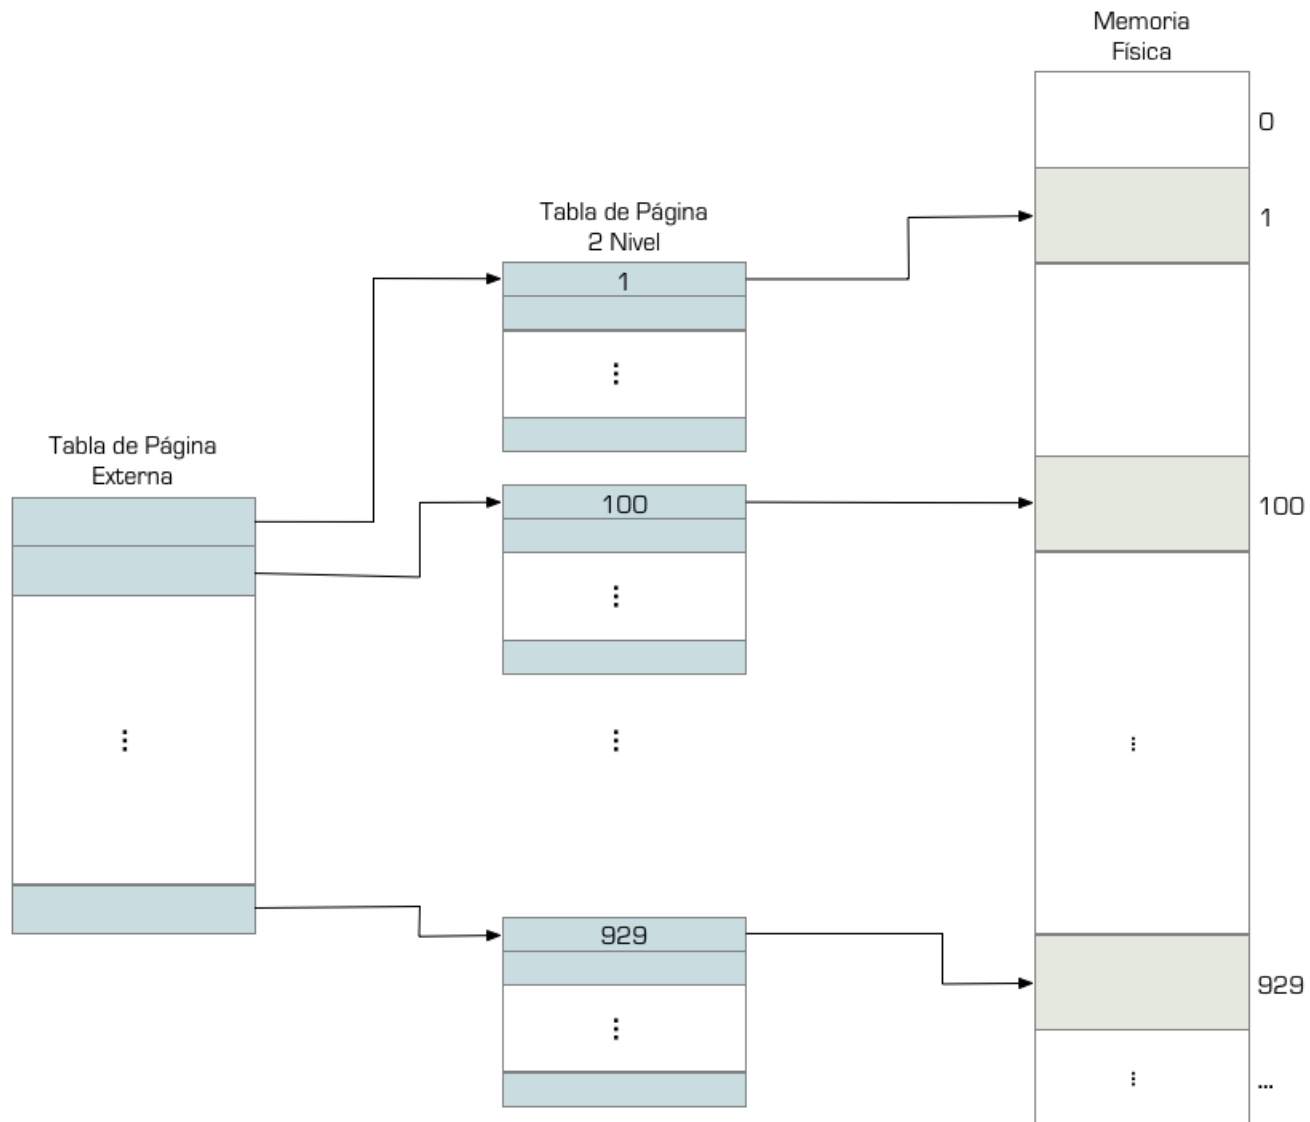 Memoria
Física
0
1
Tabla de Página
2 Nivel
1
⋮
Tabla de Página
Externa
100
100
⋮
⋮
⋮
⋮
929
929
⋮
⋮
...